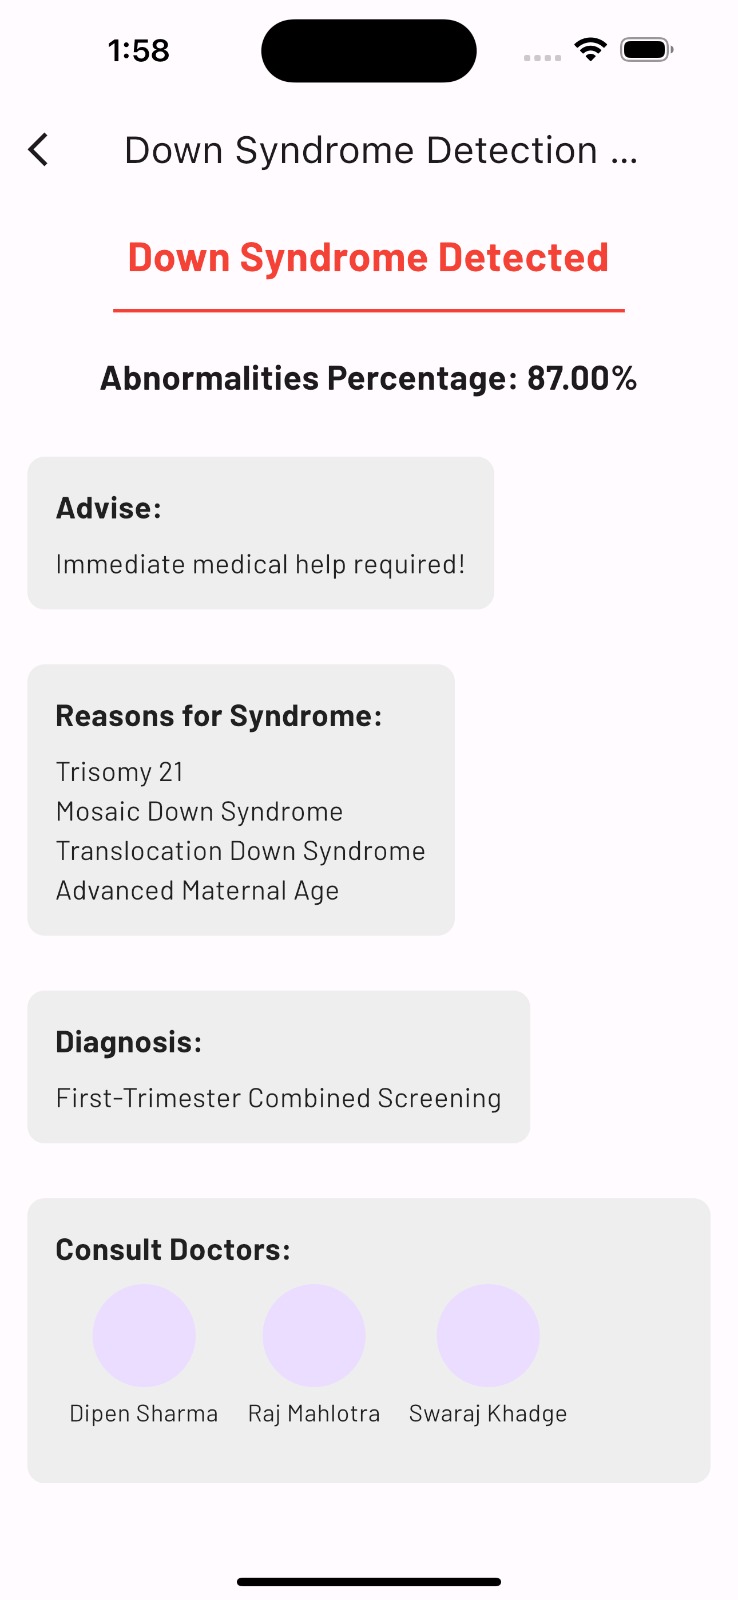 1:58
Down Syndrome Detection ...
Down Syndrome Detected
Abnormalities Percentage: 87.00%
Advise:
Immediate medical help required!
Reasons for Syndrome:
Trisomy 21
Mosaic Down Syndrome
Translocation Down Syndrome
Advanced Maternal Age
Diagnosis:
First-Trimester Combined Screening
Consult Doctors:
Dipen Sharma Raj Mahlotra Swaraj Khadge